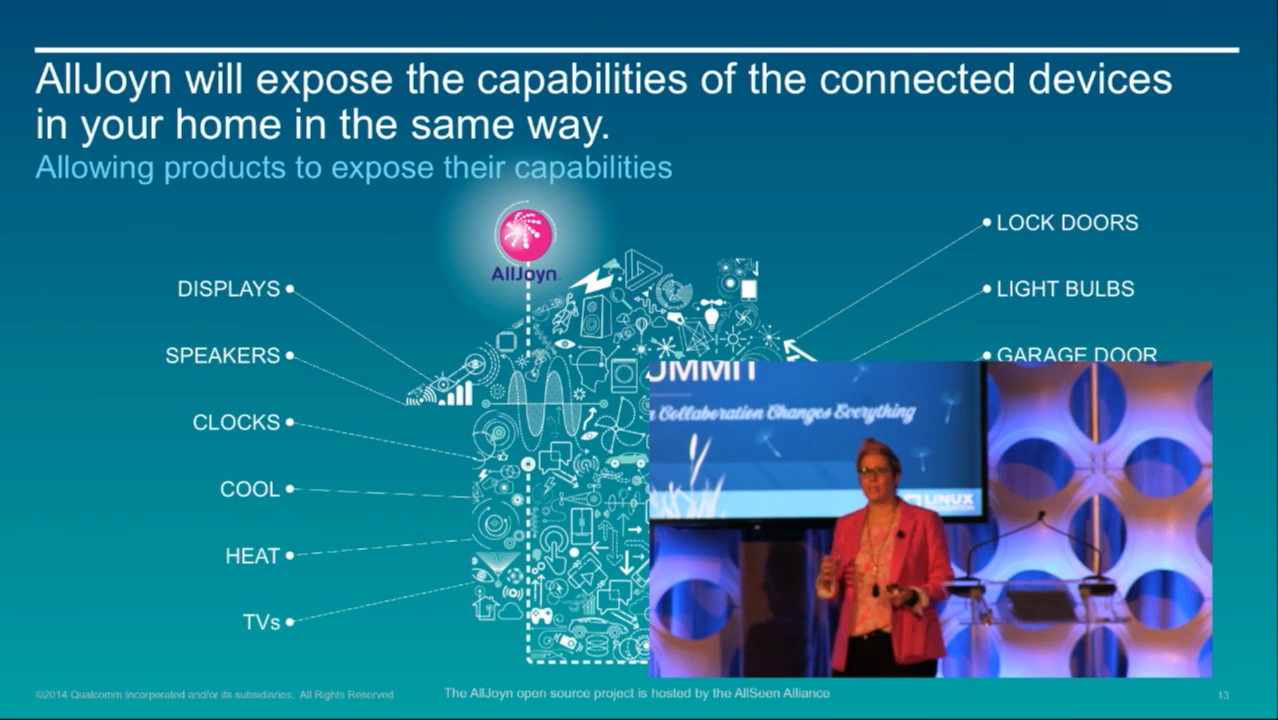 AllJoyn will expose the capabilities of the connected devices
in your home in the same way.
Allowing products to expose their capabilities
AllJoyn
DISPLAYS
SPEAKERS
CLOCKS
COOL
HEAT
TVs
LOCK DOORS
LIGHT BULBS
GARAGE DOOR
Collaboration Changes Everything
LINUX
©2014 Qualcomm Incorporated and/or its subsidiaries. All Rights Reserved
The AllJoyn open source project is hosted by the AllSeen Alliance
13